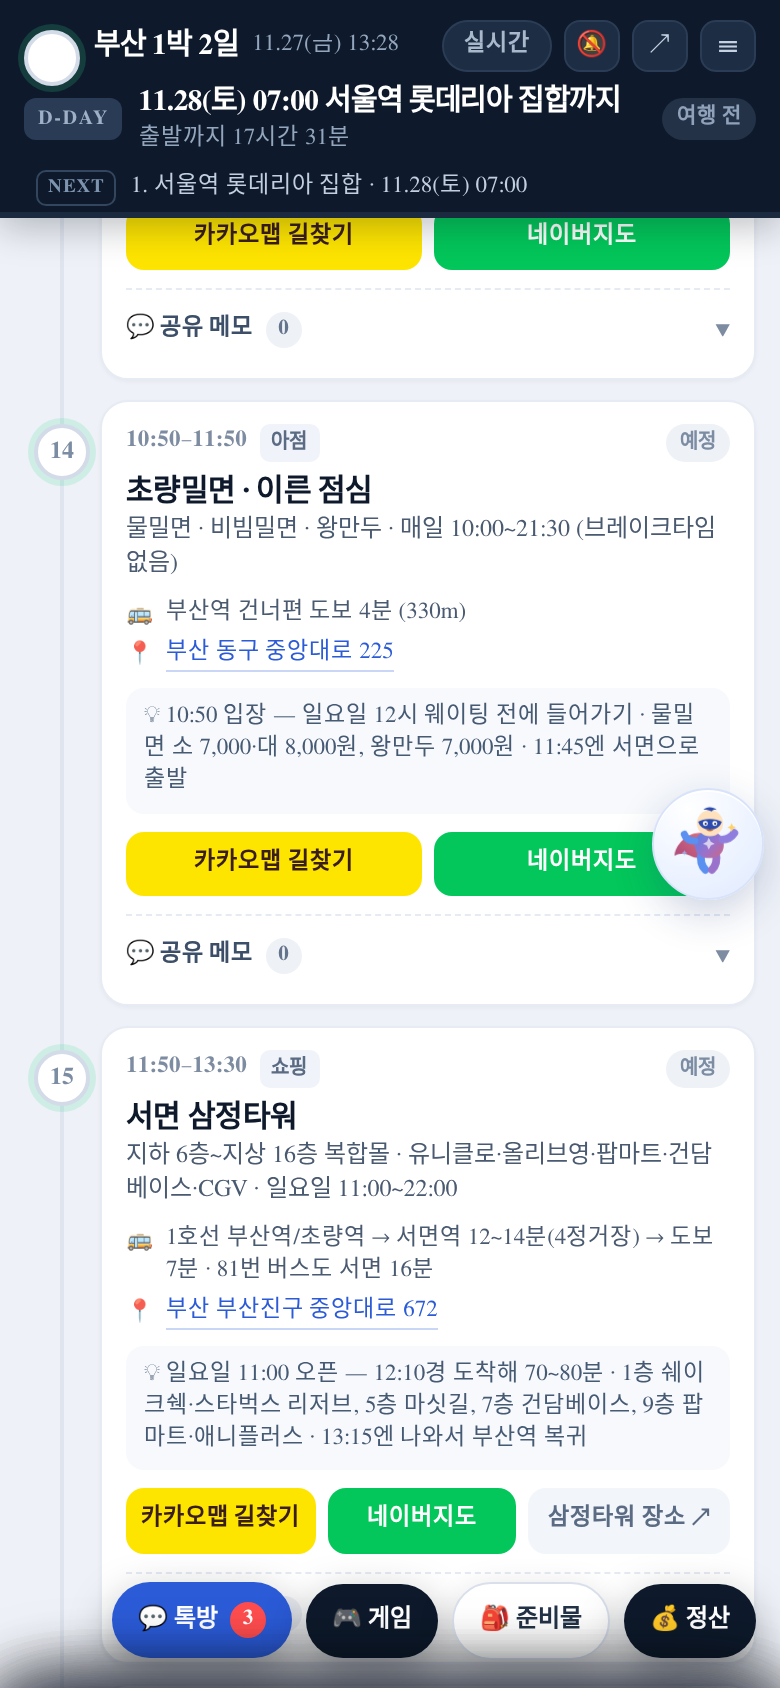 부산 1박 2일 11.27(금) 13:28 실시간
D-DAY 11.28(토) 07:00 서울역 롯데리아 집합까지 여행 전
출발까지 17시간 31분
NEXT 1. 서울역 롯데리아 집합 · 11.28(토) 07:00
카카오맵 길찾기 네이버지도
공유 메모 0 ▼
14 10:50–11:50 아점 예정
초량밀면 · 이른 점심
물밀면 · 비빔밀면 · 왕만두 · 매일 10:00~21:30 (브레이크타임
없음)
부산역 건너편 도보 4분 (330m)
부산 동구 중앙대로 225
10:50 입장 — 일요일 12시 웨이팅 전에 들어가기 · 물밀
면 소 7,000·대 8,000원, 왕만두 7,000원 · 11:45엔 서면으로
출발
카카오맵 길찾기 네이버지도
공유 메모 0 ▼
15 11:50–13:30 쇼핑 예정
서면 삼정타워
지하 6층~지상 16층 복합몰 · 유니클로·올리브영·팝마트·건담
베이스·CGV · 일요일 11:00~22:00
1호선 부산역/초량역 → 서면역 12~14분(4정거장) → 도보
7분 · 81번 버스도 서면 16분
부산 부산진구 중앙대로 672
일요일 11:00 오픈 — 12:10경 도착해 70~80분 · 1층 쉐이
크쉑·스타벅스 리저브, 5층 마싯길, 7층 건담베이스, 9층 팝
마트·애니플러스 · 13:15엔 나와서 부산역 복귀
카카오맵 길찾기 네이버지도 삼정타워 장소 ↗
톡방 3 게임 준비물 정산